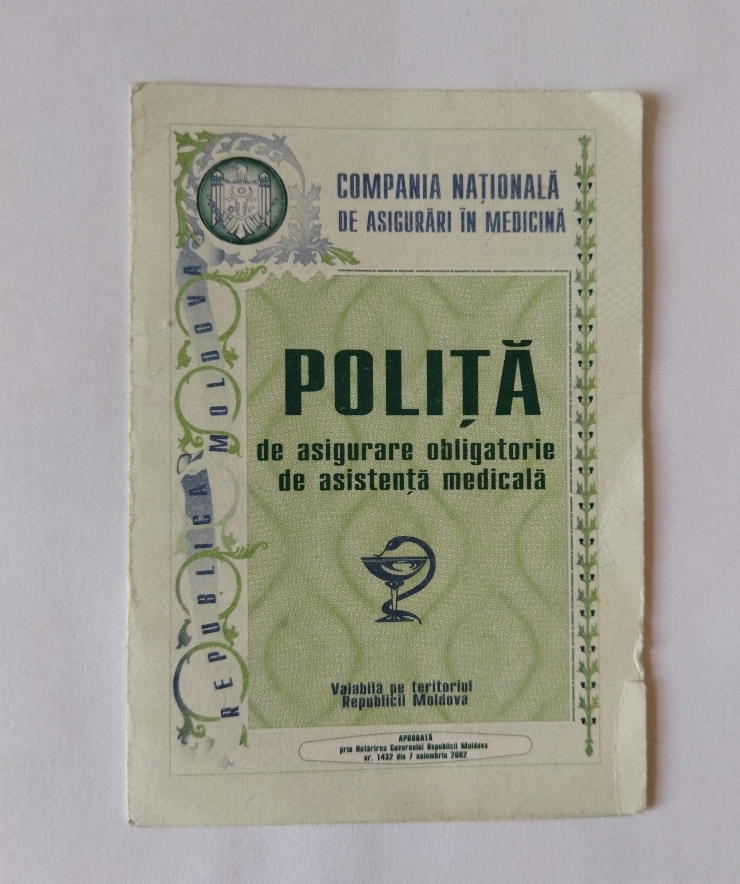 COMPANIA NAȚIONALĂ
DE ASIGURĂRI ÎN MEDICINĂ
REPUBLICA MOLDOVA
POLIȚĂ
de asigurare obligatorie
de asistență medicală
Valabilă pe teritoriul
Republicii Moldova
APROBATĂ
prin Hotărîrea Guvernului Republicii Moldova
nr. 1432 din 7 noiembrie 2002